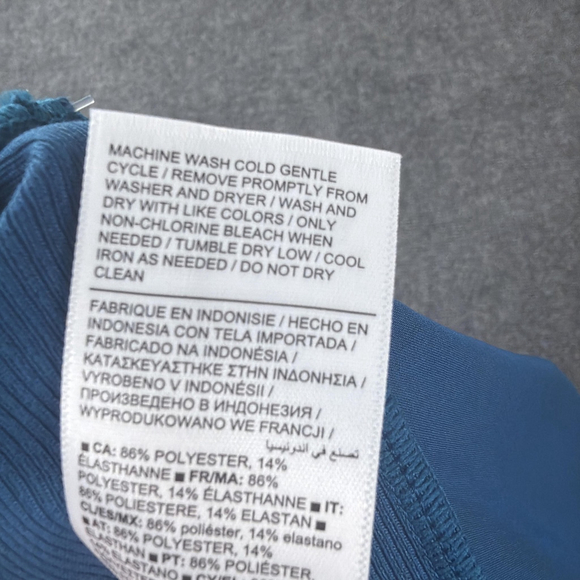 MACHINE WASH COLD GENTLE
CYCLE / REMOVE PROMPTLY FROM
WASHER AND DRYER / WASH AND
DRY WITH LIKE COLORS / ONLY
NON-CHLORINE BLEACH WHEN
NEEDED / TUMBLE DRY LOW / COOL
IRON AS NEEDED / DO NOT DRY
CLEAN
FABRIQUE EN INDONISIE / HECHO EN
INDONESIA CON TELA IMPORTADA /
FABRICADO NA INDONÉSIA /
ΚΑΤΑΣΚΕΥΑΣΤΗΚΕ ΣΤΗΝ ΙΝΔΟΝΗΣΙΑ /
VYROBENO V INDONÉSII /
ПРОИЗВЕДЕНО В ИНДОНЕЗИЯ /
WYPRODUKOWANO WE FRANCJI /
تصنع في أندونيسيا
■ CA: 86% POLYESTER, 14%
ÉLASTHANNE ■ FR/MA: 86%
POLYESTER, 14% ÉLASTHANNE ■ IT:
86% POLIESTERE, 14% ELASTAN ■
CL/ES/MX: 86% poliéster, 14% elastano
■ AT: 86% POLYESTER, 14%
ELASTHAN ■ PT: 86% POLIÉSTER,
14% ELASTANO ■